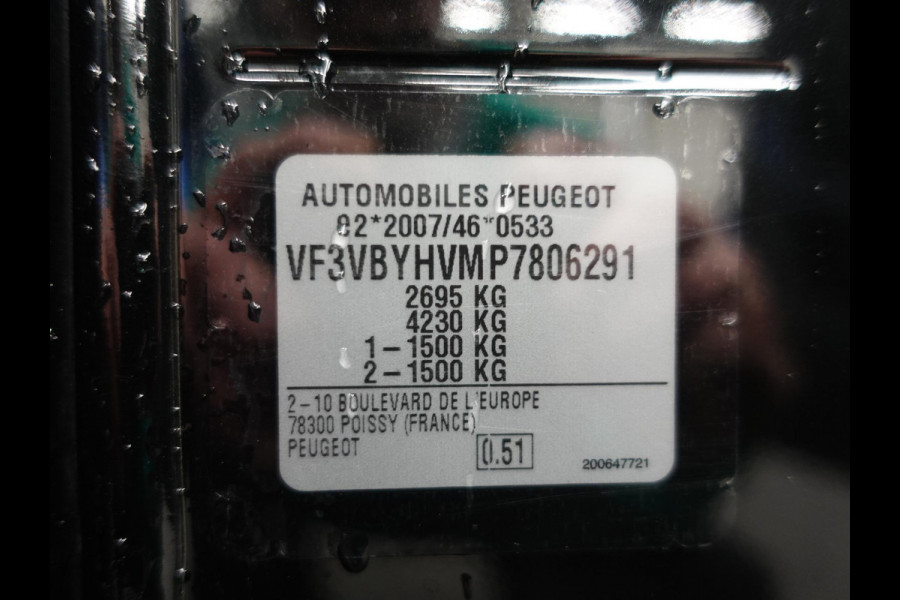 AUTOMOBILES PEUGEOT
82*2007/46*0533
VF3VBYHVMP7806291
2695 KG
4230 KG
1-1500 KG
2-1500 KG
2-10 BOULEVARD DE L'EUROPE
78300 POISSY (FRANCE)
PEUGEOT
0.51
200647721